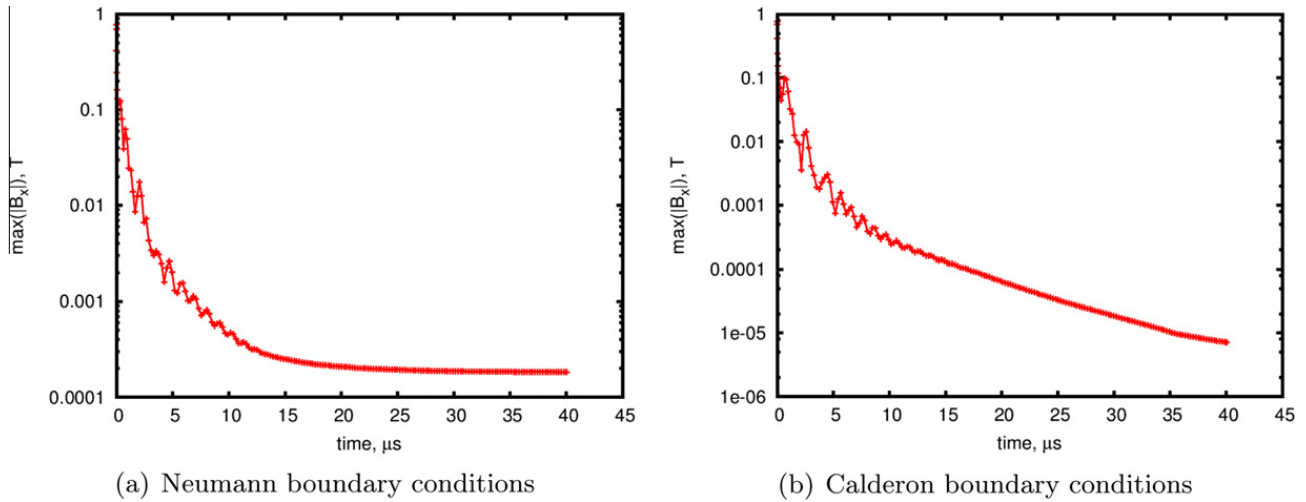 1
0.1
0.01
0.001
0.0001
max(|Bx|), T
0 5 10 15 20 25 30 35 40 45
time, μs
(a) Neumann boundary conditions
1
0.1
0.01
0.001
0.0001
1e-05
1e-06
max(|Bx|), T
0 5 10 15 20 25 30 35 40 45
time, μs
(b) Calderon boundary conditions